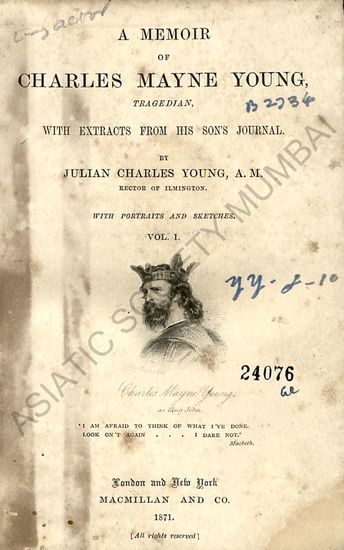 A MEMOIR
OF
CHARLES MAYNE YOUNG,
TRAGEDIAN,
B2734
WITH EXTRACTS FROM HIS SON'S JOURNAL.
BY
JULIAN CHARLES YOUNG, A.M.
RECTOR OF ILMINGTON.
WITH PORTRAITS AND SKETCHES.
VOL. I.
YY-8-10
24076
Charles Mayne Young,
as King John
'I AM AFRAID TO THINK OF WHAT I'VE DONE.
LOOK ON'T AGAIN . . . I DARE NOT.'
Macbeth.
London and New York
MACMILLAN AND CO.
1871.
[All rights reserved]
ASIATIC SOCIETY MUMBAI